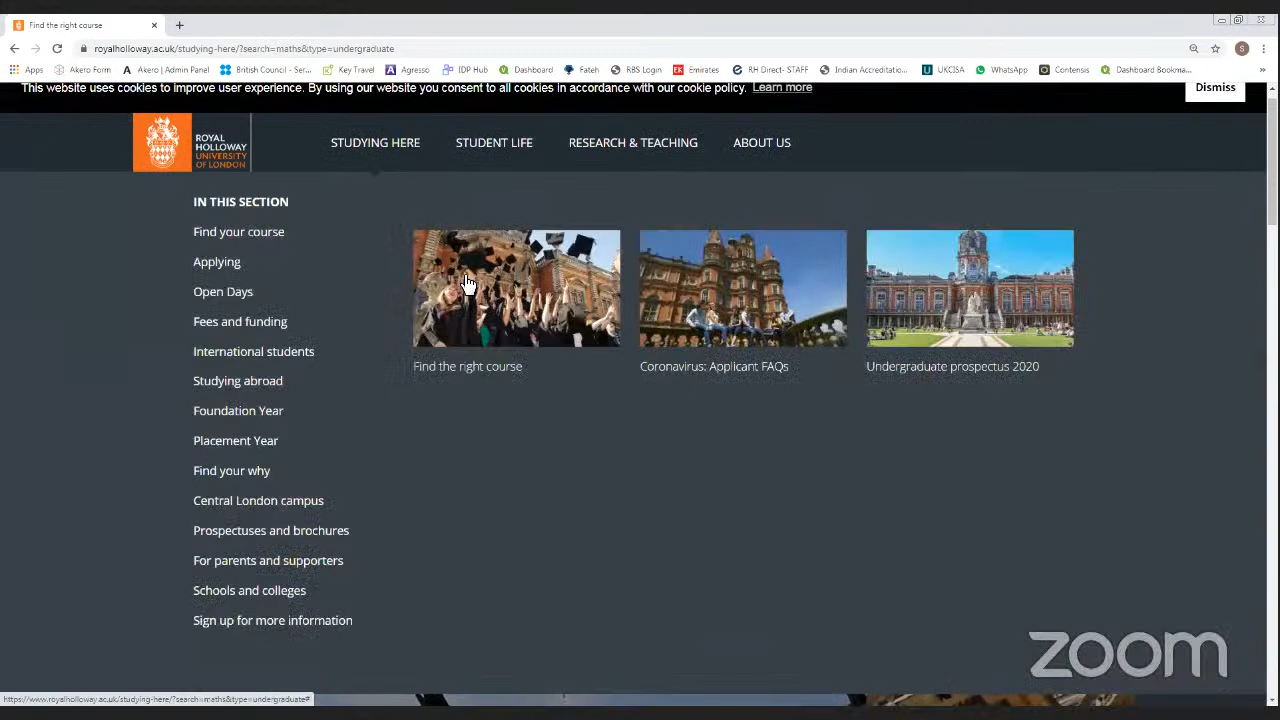 Find the right course
royalholloway.ac.uk/studying-here/?search=maths&type=undergraduate
Apps Akero Form Akero | Admin Panel British Council - Ser... Key Travel Agresso IDP Hub Dashboard Fateh RBS Login Emirates RH Direct- STAFF Indian Accreditatio... UKCISA WhatsApp Contensis Dashboard Bookma...
This website uses cookies to improve user experience. By using our website you consent to all cookies in accordance with our cookie policy. Learn more Dismiss
ROYAL
HOLLOWAY
UNIVERSITY
OF LONDON
STUDYING HERE STUDENT LIFE RESEARCH & TEACHING ABOUT US
IN THIS SECTION
Find your course
Applying
Open Days
Fees and funding
International students
Studying abroad
Foundation Year
Placement Year
Find your why
Central London campus
Prospectuses and brochures
For parents and supporters
Schools and colleges
Sign up for more information
Find the right course
Coronavirus: Applicant FAQs
Undergraduate prospectus 2020
zoom
https://www.royalholloway.ac.uk/studying-here/?search=maths&type=undergraduate#